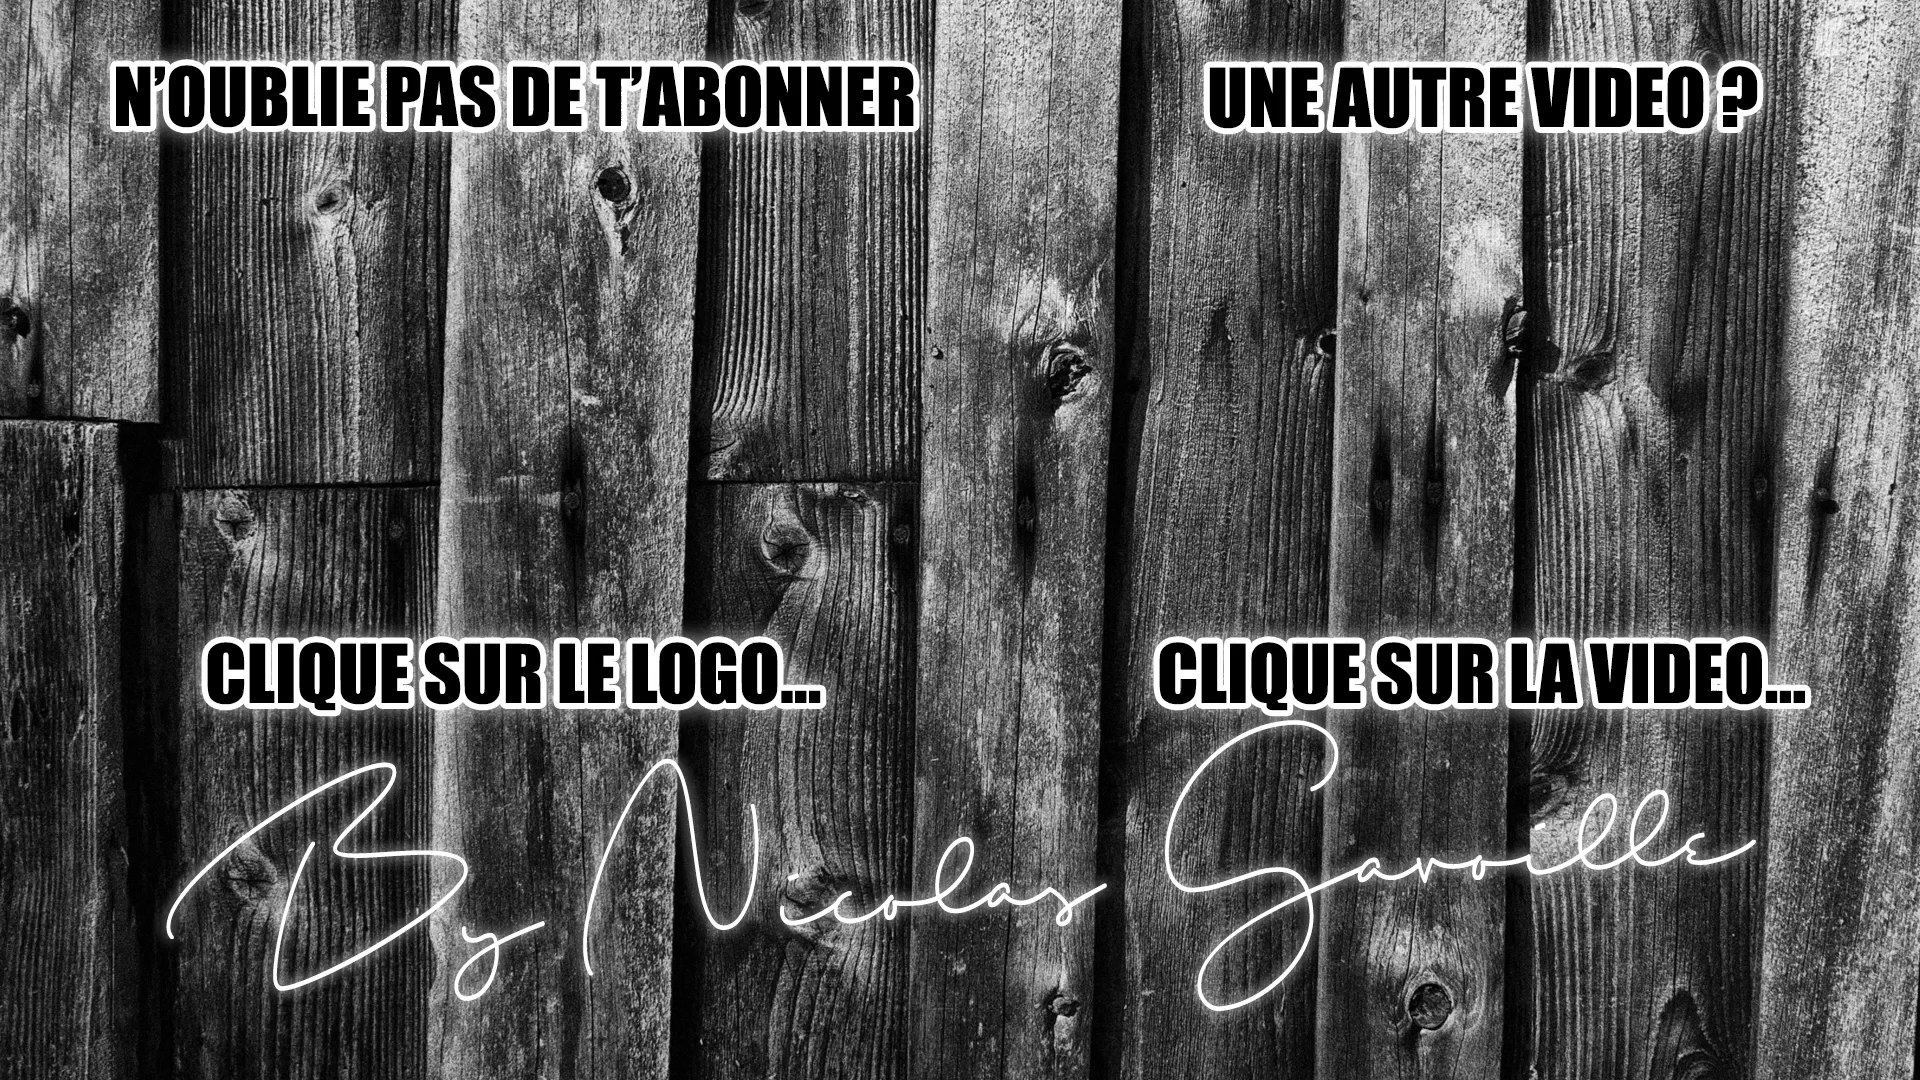 N’OUBLIE PAS DE T’ABONNER
UNE AUTRE VIDEO ?
CLIQUE SUR LE LOGO...
CLIQUE SUR LA VIDEO...
By Nicolas Garoille